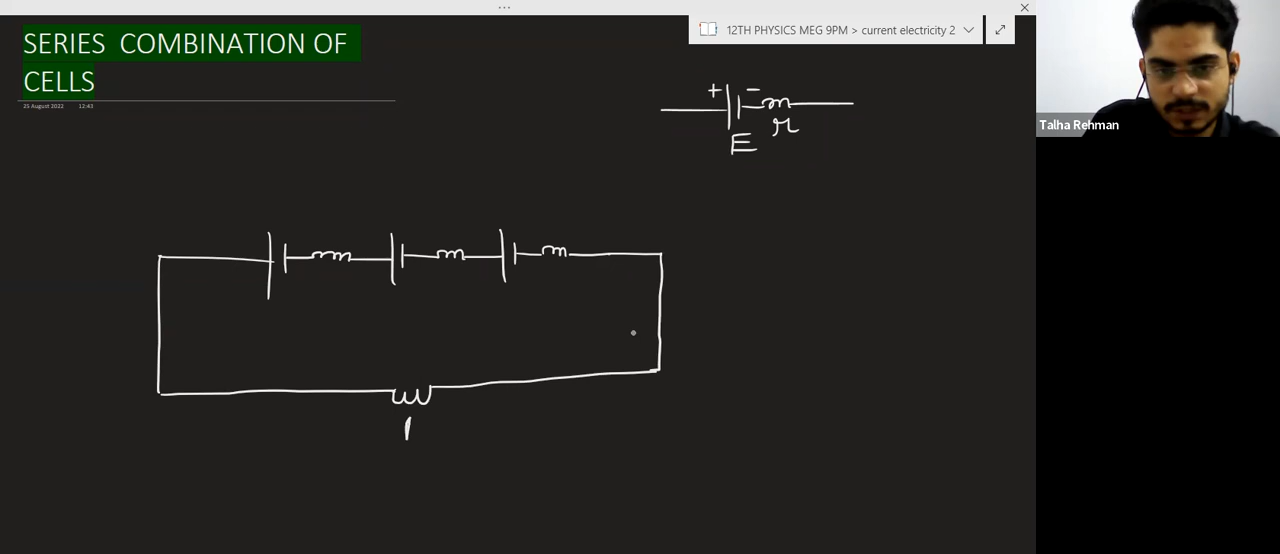 12TH PHYSICS MEG 9PM > current electricity 2
SERIES COMBINATION OF
CELLS
25 August 2022 12:43
+ −
E r
Talha Rehman